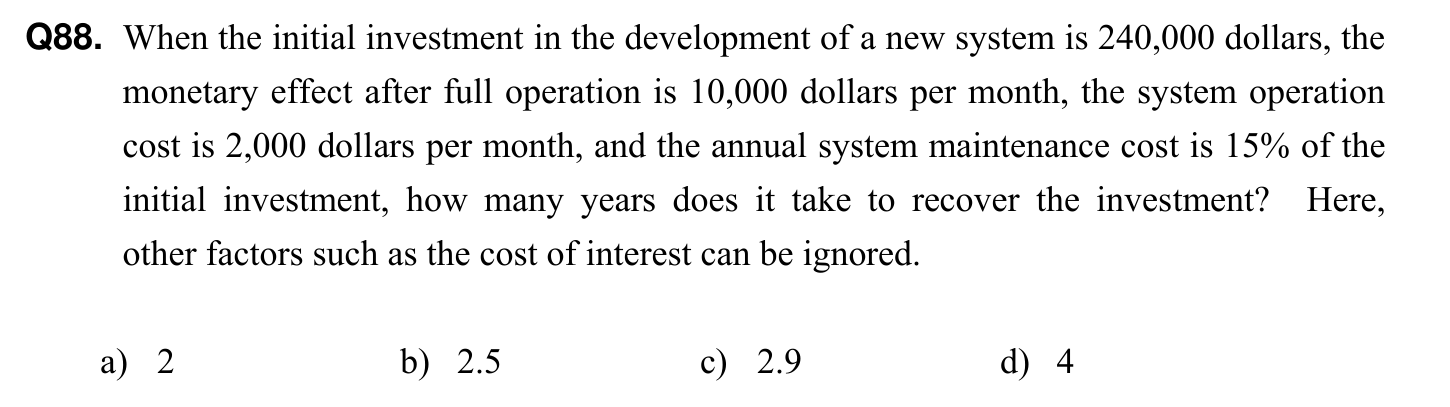 Q88. When the initial investment in the development of a new system is 240,000 dollars, the
monetary effect after full operation is 10,000 dollars per month, the system operation
cost is 2,000 dollars per month, and the annual system maintenance cost is 15% of the
initial investment, how many years does it take to recover the investment? Here,
other factors such as the cost of interest can be ignored.
a) 2 b) 2.5 c) 2.9 d) 4